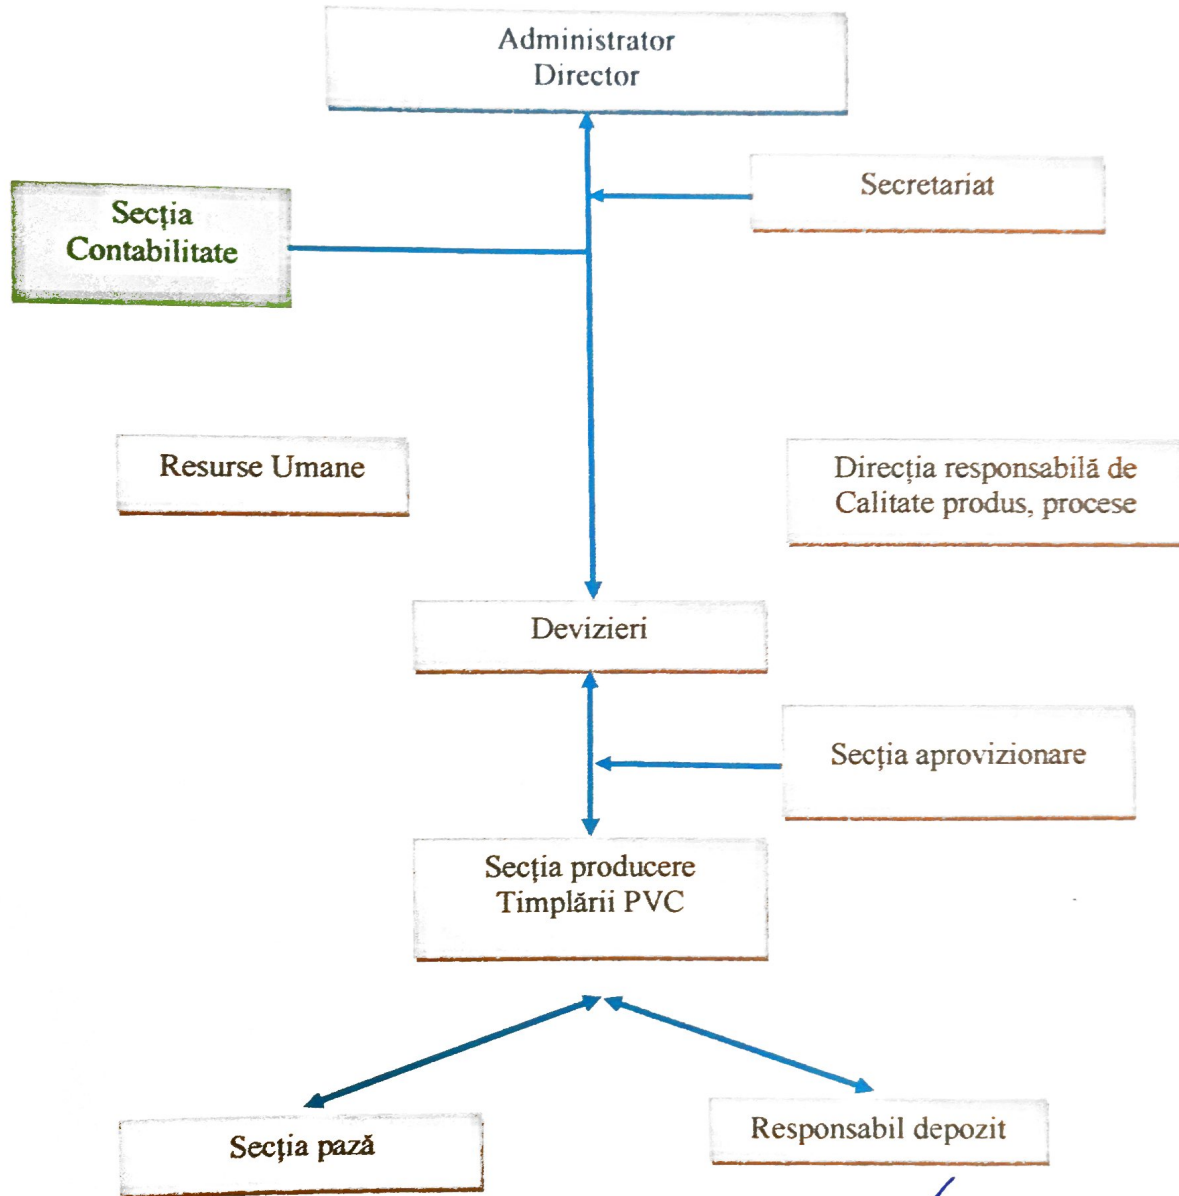 Administrator
Director
Secretariat
Secția
Contabilitate
Resurse Umane
Direcția responsabilă de
Calitate produs, procese
Devizieri
Secția aprovizionare
Secția producere
Timplării PVC
Secția pază
Responsabil depozit